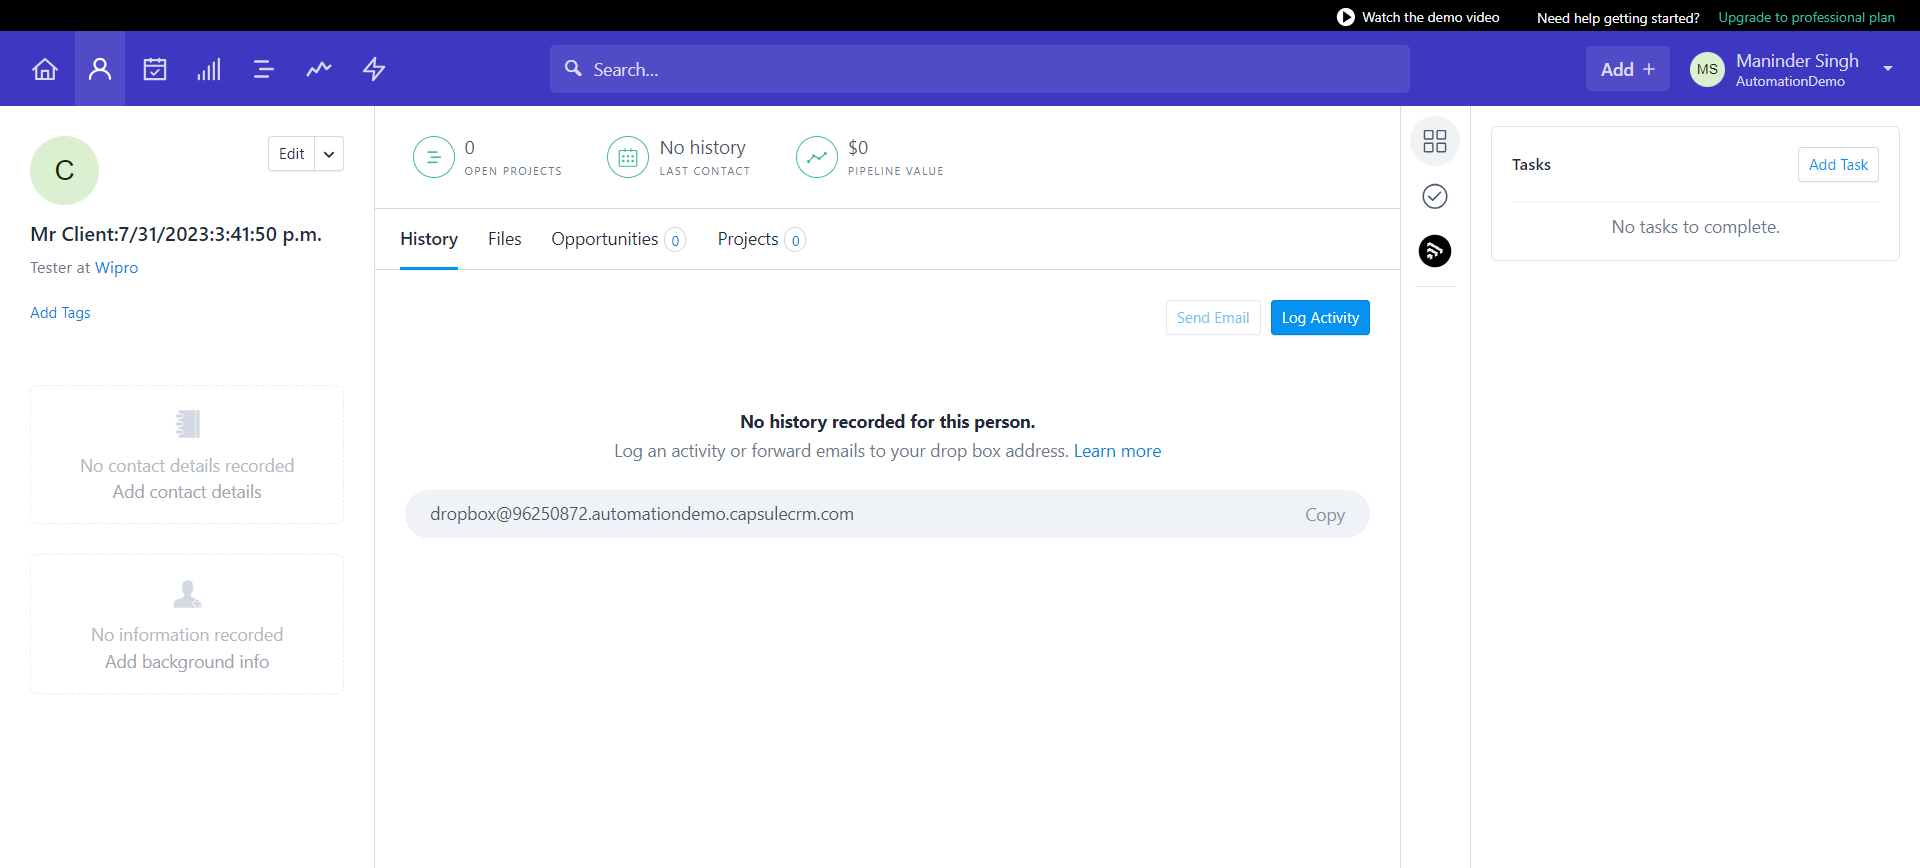 Watch the demo video Need help getting started? Upgrade to professional plan
Search...
Add +
MS
Maninder Singh
AutomationDemo
C
Edit
Mr Client:7/31/2023:3:41:50 p.m.
Tester at Wipro
Add Tags
No contact details recorded
Add contact details
No information recorded
Add background info
0
OPEN PROJECTS
No history
LAST CONTACT
$0
PIPELINE VALUE
History Files Opportunities 0 Projects 0
Send Email Log Activity
No history recorded for this person.
Log an activity or forward emails to your drop box address. Learn more
dropbox@96250872.automationdemo.capsulecrm.com Copy
Tasks Add Task
No tasks to complete.